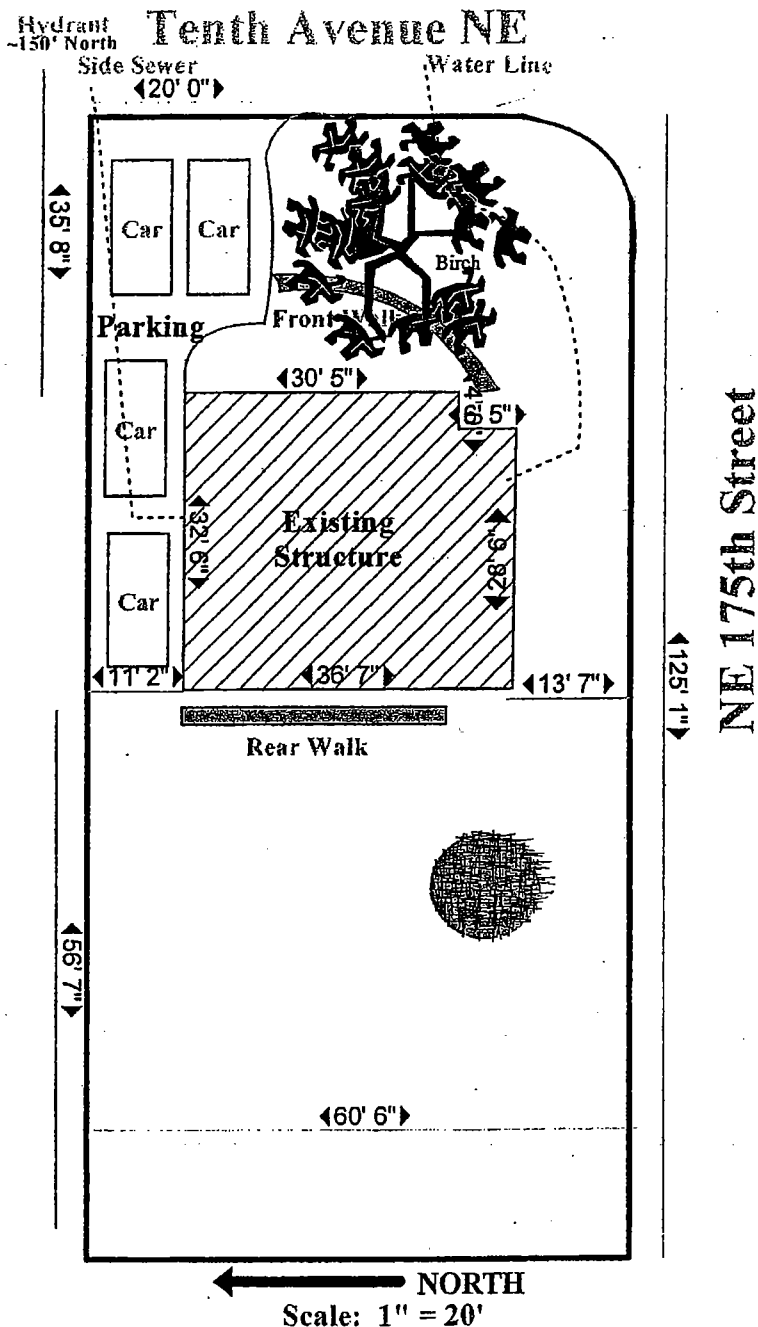 Hydrant
~150' North
Tenth Avenue NE
Side Sewer
Water Line
20' 0"
35' 8"
Car
Car
Birch
Parking
Front Wall
30' 5"
6' 5"
Car
32' 6"
Existing
Structure
28' 9"
Car
11' 2"
36' 7"
13' 7"
125' 1"
NE 175th Street
Rear Walk
56' 7"
60' 6"
NORTH
Scale: 1" = 20'